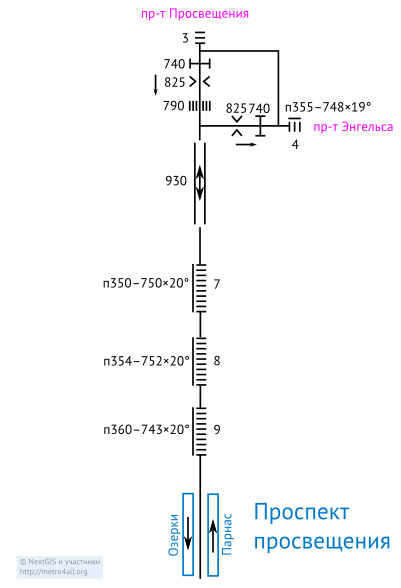 пр-т Просвещения
3
740
825
790
825 740
п355–748×19°
пр-т Энгельса
4
930
п350–750×20°
7
п354–752×20°
8
п360–743×20°
9
Озерки
Парнас
Проспект
просвещения
© NextGIS и участники
http://metro4all.org